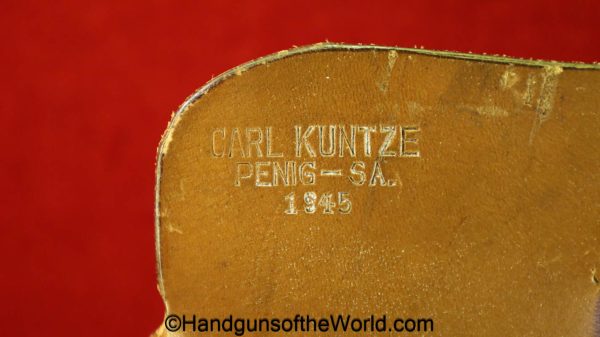 CARL KUNTZE
PENIG-SA.
1945
©HandgunsoftheWorld.com